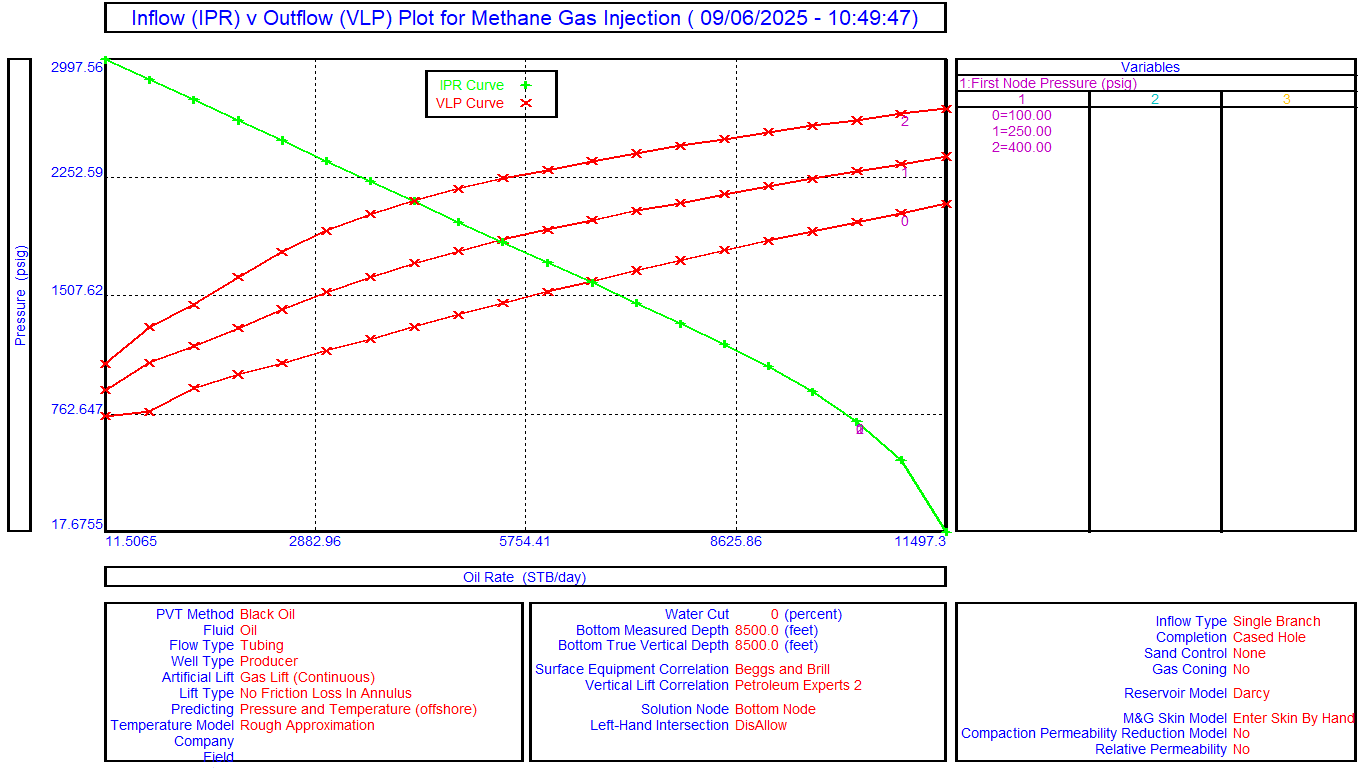 Inflow (IPR) v Outflow (VLP) Plot for Methane Gas Injection ( 09/06/2025 - 10:49:47)
Pressure (psig)
2997.56
2252.59
1507.62
762.647
17.6755
IPR Curve
VLP Curve
2
1
0
11.5065
2882.96
5754.41
8625.86
11497.3
Oil Rate (STB/day)
Variables
1:First Node Pressure (psig)
1 2 3
0=100.00
1=250.00
2=400.00
PVT Method Black Oil
Fluid Oil
Flow Type Tubing
Well Type Producer
Artificial Lift Gas Lift (Continuous)
Lift Type No Friction Loss In Annulus
Predicting Pressure and Temperature (offshore)
Temperature Model Rough Approximation
Company
Field
Water Cut 0 (percent)
Bottom Measured Depth 8500.0 (feet)
Bottom True Vertical Depth 8500.0 (feet)
Surface Equipment Correlation Beggs and Brill
Vertical Lift Correlation Petroleum Experts 2
Solution Node Bottom Node
Left-Hand Intersection DisAllow
Inflow Type Single Branch
Completion Cased Hole
Sand Control None
Gas Coning No
Reservoir Model Darcy
M&G Skin Model Enter Skin By Hand
Compaction Permeability Reduction Model No
Relative Permeability No